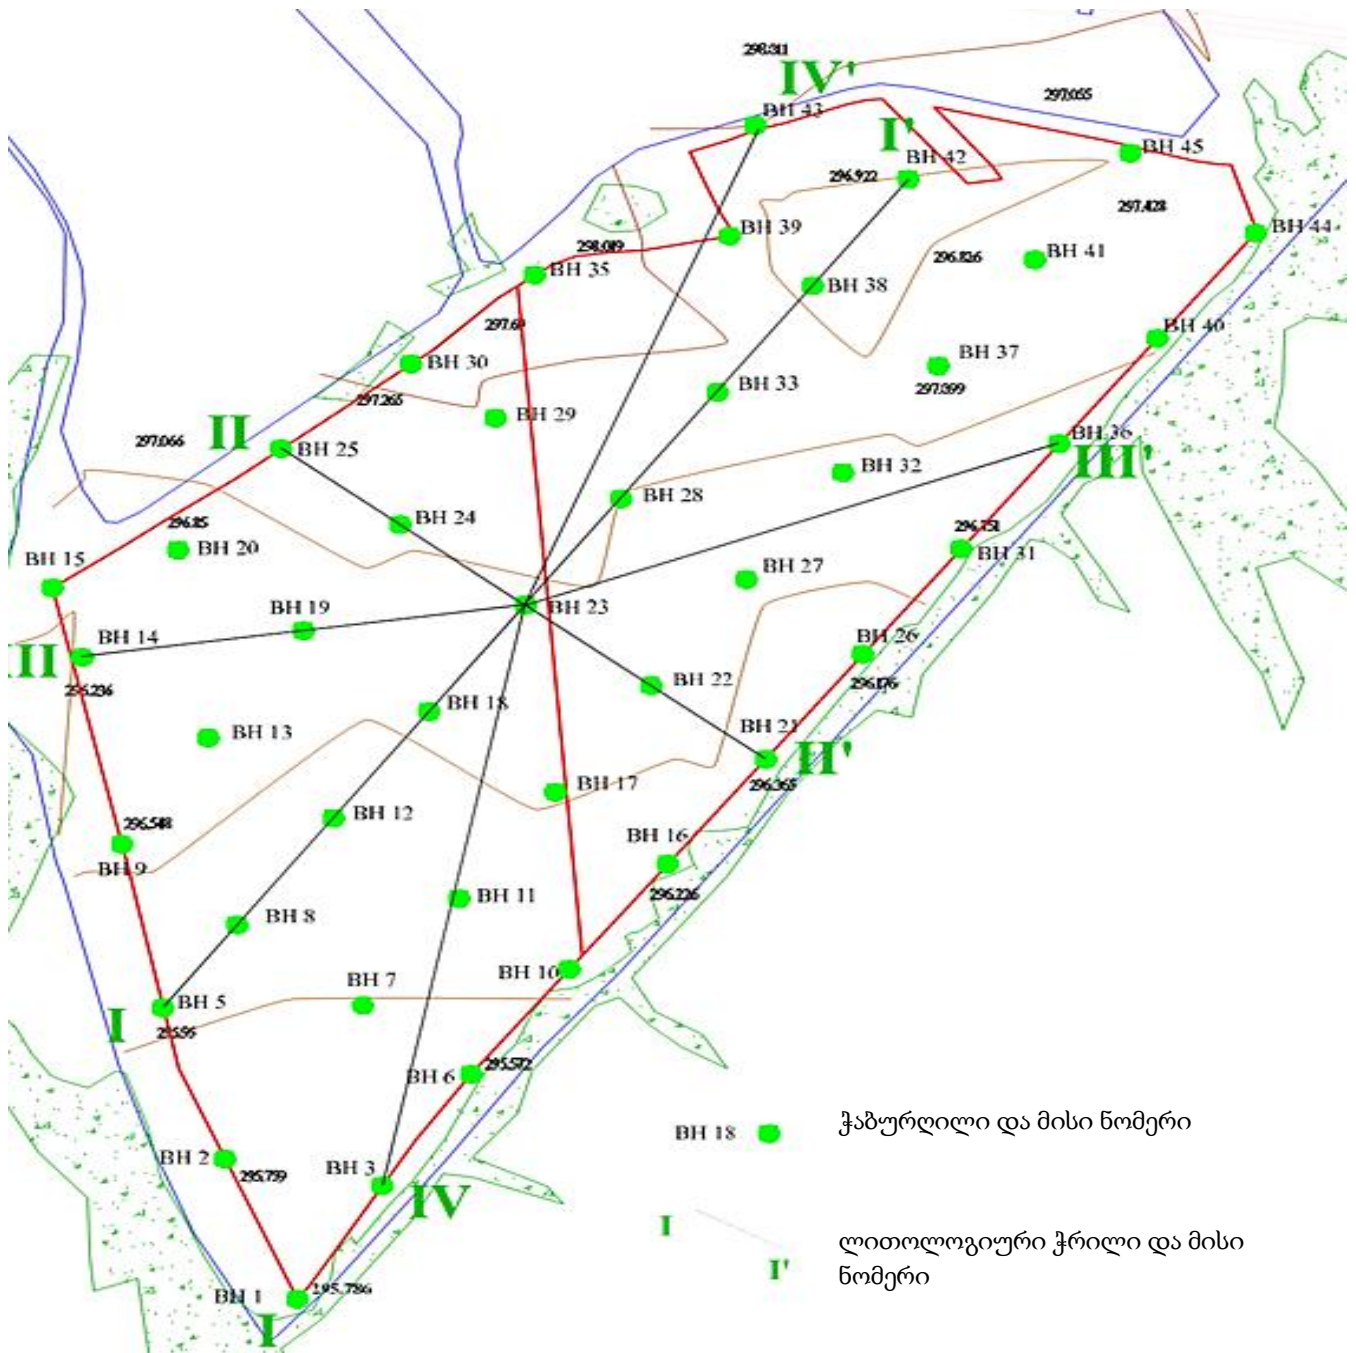 298.311
IV'
297.055
BH 43
I'
BH 42
BH 45
296.922
297.428
BH 39
BH 44
298.019
296.826
BH 41
BH 35
BH 38
297.69
BH 40
BH 30
BH 37
297.265
BH 33
297.399
BH 29
II
297.066
BH 25
BH 36
III'
BH 32
BH 28
BH 24
296.85
296.751
BH 20
BH 31
BH 15
BH 27
BH 19
BH 23
BH 14
BH 26
II
296.176
296.236
BH 22
BH 18
BH 13
BH 21
II'
296.365
BH 17
BH 12
296.548
BH 16
BH 9
296.226
BH 11
BH 8
BH 10
BH 7
BH 5
I
BH 6
295.572
ჭაბურღილი და მისი ნომერი
BH 18
BH 2
295.759
BH 3
IV
I
ლითოლოგიური ჭრილი და მისი
I'
ნომერი
BH 1
195.786
I